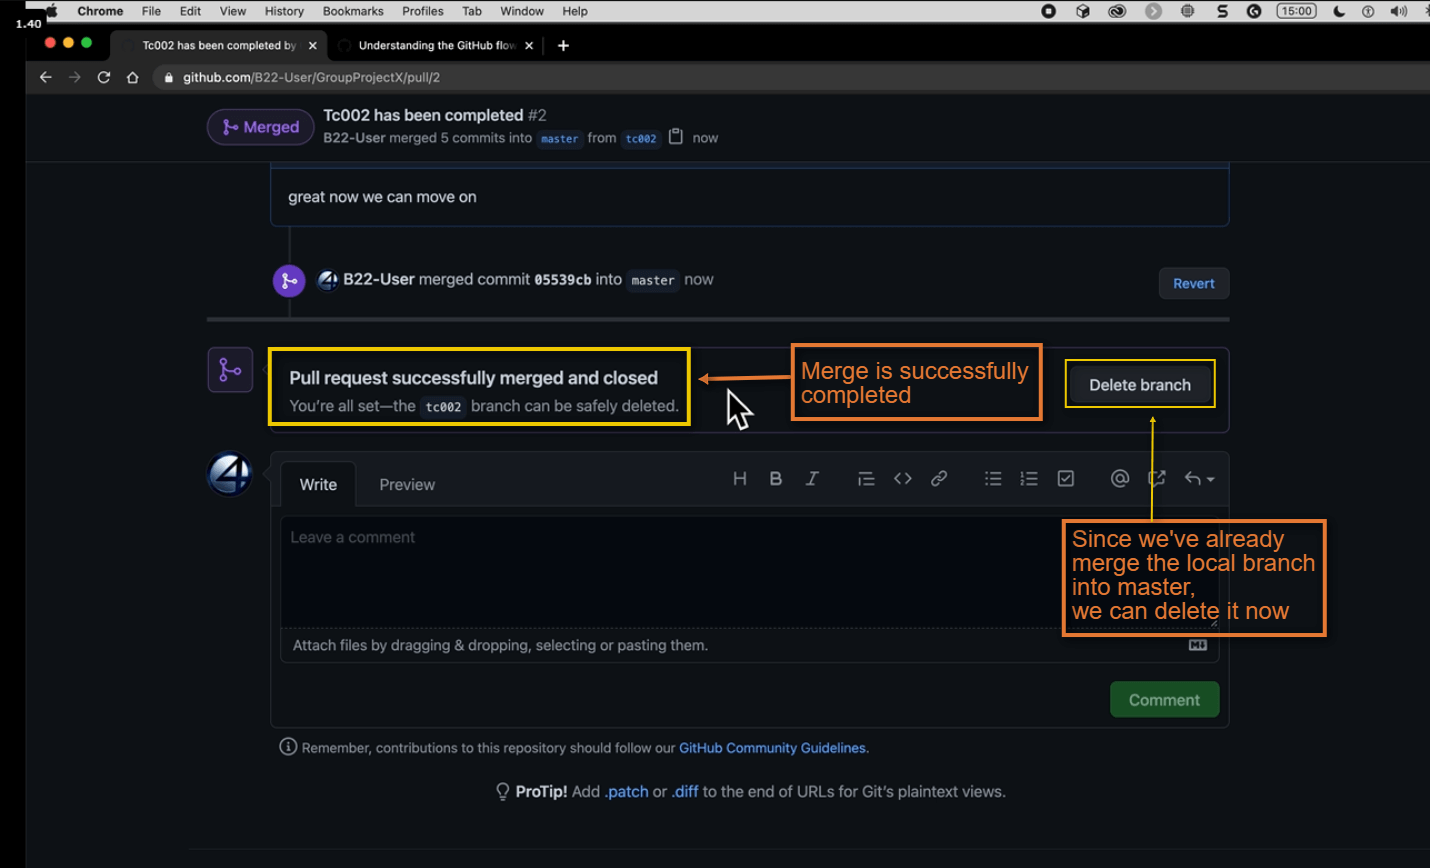 Chrome File Edit View History Bookmarks Profiles Tab Window Help 15:00
1.40
Tc002 has been completed by Understanding the GitHub flow
github.com/B22-User/GroupProjectX/pull/2
Merged
Tc002 has been completed #2
B22-User merged 5 commits into master from tc002 now
great now we can move on
B22-User merged commit 05539cb into master now
Revert
Pull request successfully merged and closed
You're all set—the tc002 branch can be safely deleted.
Merge is successfully
completed
Delete branch
Write Preview
Leave a comment
Since we've already
merge the local branch
into master,
we can delete it now
Attach files by dragging & dropping, selecting or pasting them.
Comment
Remember, contributions to this repository should follow our GitHub Community Guidelines.
ProTip! Add .patch or .diff to the end of URLs for Git's plaintext views.